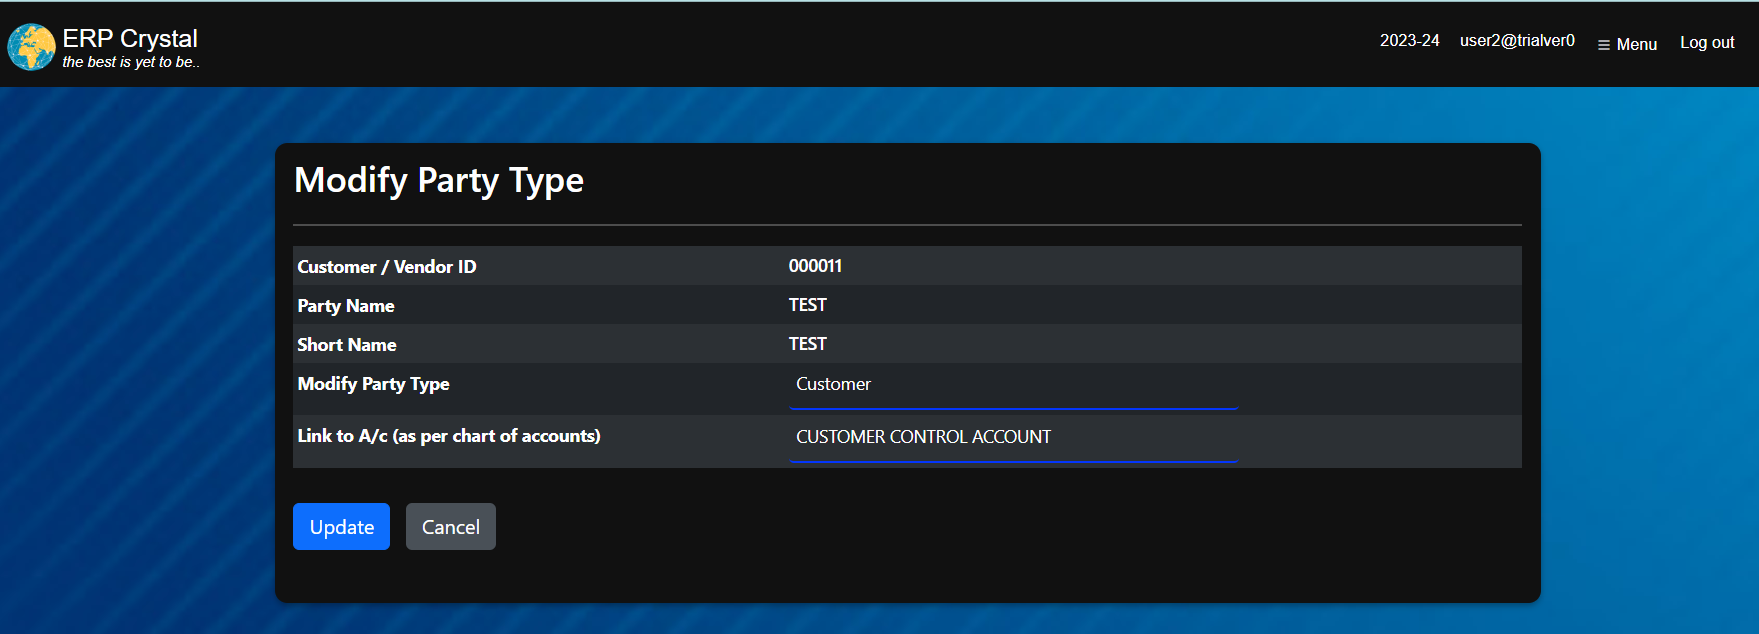 ERP Crystal
the best is yet to be..
2023-24 user2@trialver0 Menu Log out
Modify Party Type
Customer / Vendor ID 000011
Party Name TEST
Short Name TEST
Modify Party Type Customer
Link to A/c (as per chart of accounts) CUSTOMER CONTROL ACCOUNT
Update Cancel